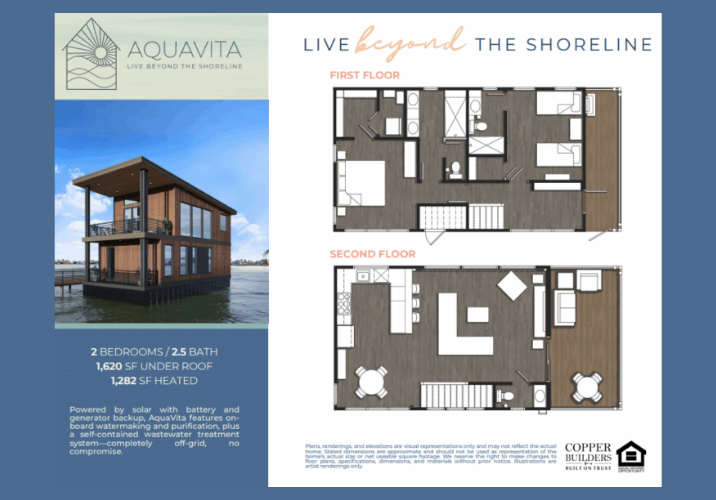 AQUAVITA
LIVE BEYOND THE SHORELINE
LIVE beyond THE SHORELINE
FIRST FLOOR
SECOND FLOOR
2 BEDROOMS / 2.5 BATH
1,620 SF UNDER ROOF
1,282 SF HEATED
Powered by solar with battery and
generator backup, AquaVita features on-
board watermaking and purification, plus
a self-contained wastewater treatment
system—completely off-grid, no
compromise.
Plans, renderings, and elevations are visual representations only and may not reflect the actual
home. Stated dimensions are approximate and should not be used as representation of the
home's actual size or net useable square footage. We reserve the right to make changes to
floor plans, specifications, dimensions, and materials without prior notice. Illustrations are
artist renderings only.
COPPER
BUILDERS
BUILT ON TRUST
EQUAL HOUSING
OPPORTUNITY